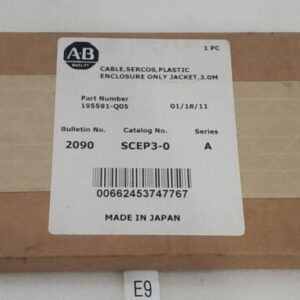 1 PC
A-B
QUALITY
CABLE,SERCOS,PLASTIC
ENCLOSURE ONLY JACKET,3.0M
Part Number
195591-Q05 01/18/11
Bulletin No. Catalog No. Series
2090 SCEP3-0 A
00662453747767
MADE IN JAPAN
E9